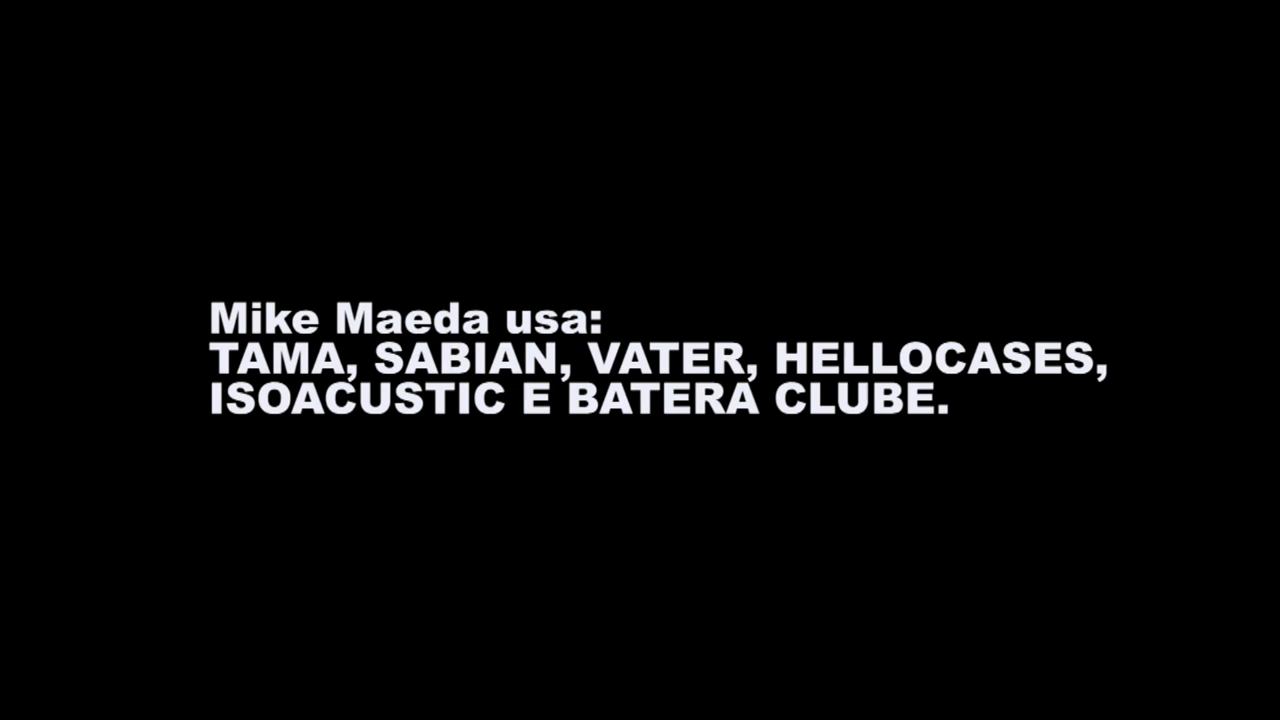 Mike Maeda usa:
TAMA, SABIAN, VATER, HELLOCASES,
ISOACUSTIC E BATERA CLUBE.